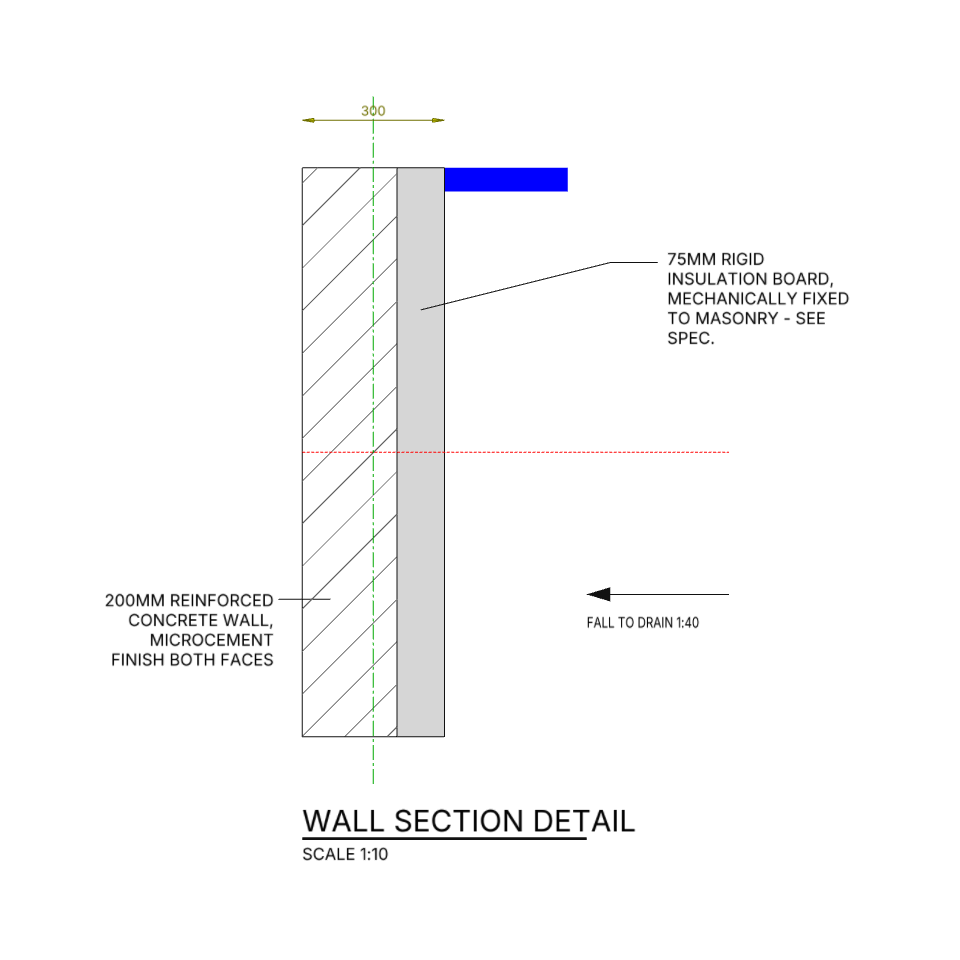 300
75MM RIGID
INSULATION BOARD,
MECHANICALLY FIXED
TO MASONRY - SEE
SPEC.
200MM REINFORCED
CONCRETE WALL,
MICROCEMENT
FINISH BOTH FACES
FALL TO DRAIN 1:40
WALL SECTION DETAIL
SCALE 1:10